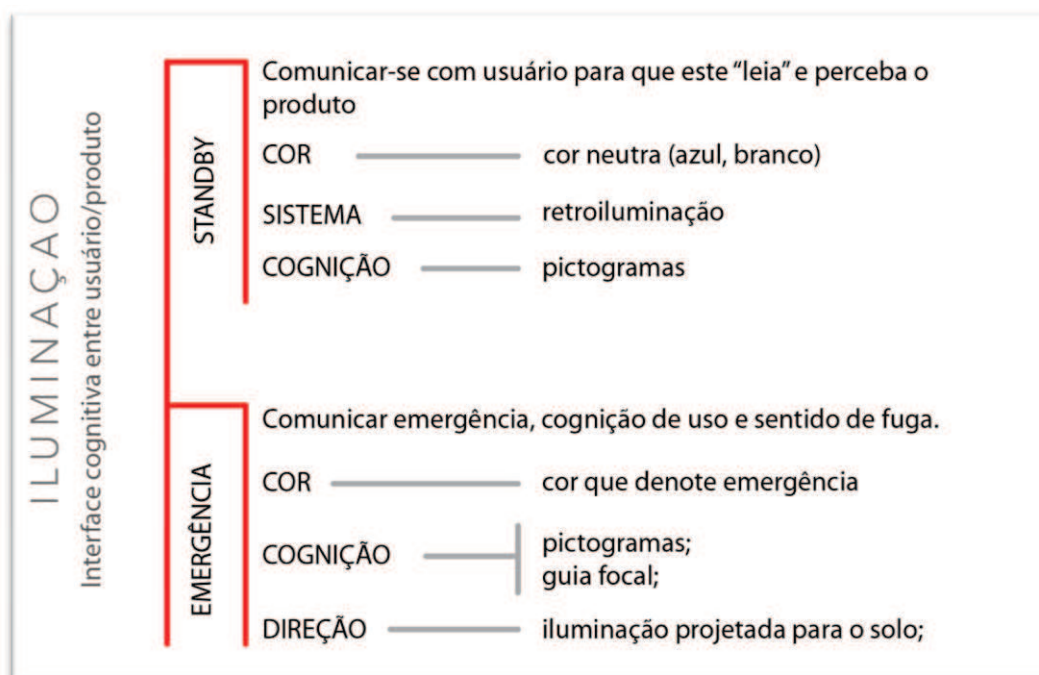 ILUMINAÇAO
Interface cognitiva entre usuário/produto
STANDBY
Comunicar-se com usuário para que este “leia” e perceba o
produto
COR cor neutra (azul, branco)
SISTEMA retroiluminação
COGNIÇÃO pictogramas
EMERGÊNCIA
Comunicar emergência, cognição de uso e sentido de fuga.
COR cor que denote emergência
COGNIÇÃO pictogramas;
guia focal;
DIREÇÃO iluminação projetada para o solo;